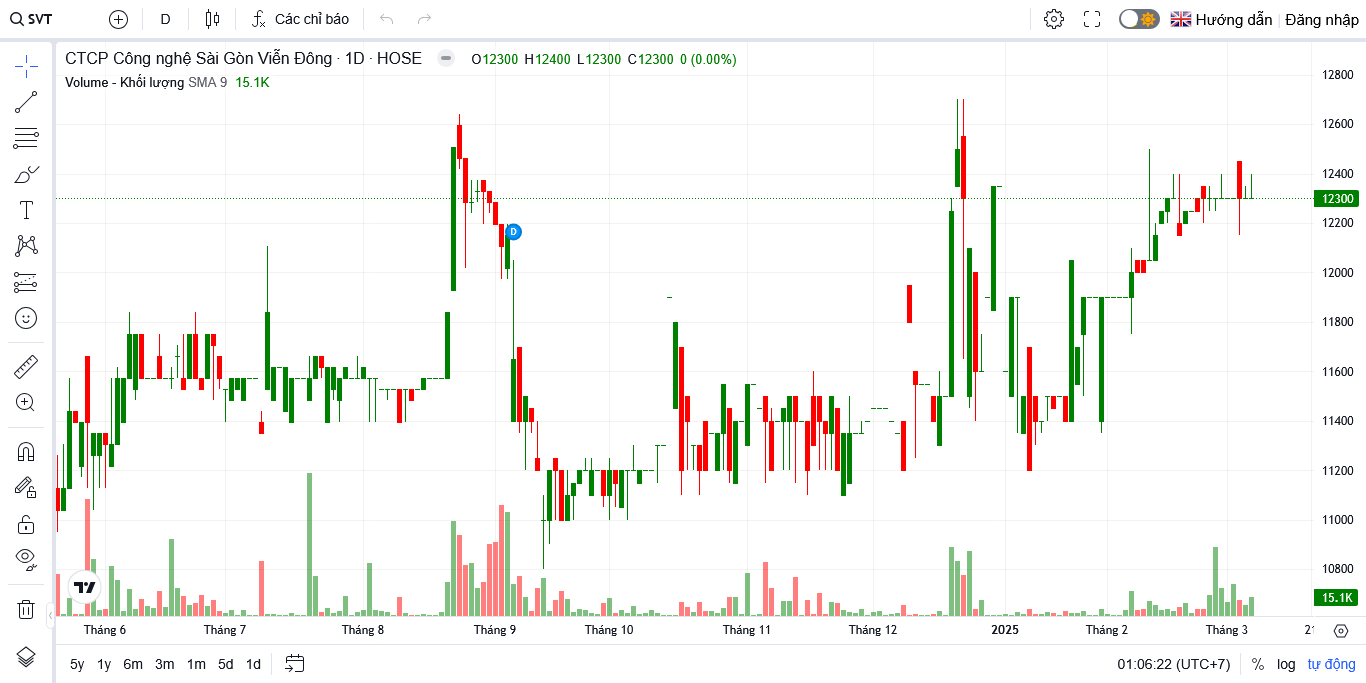 SVT D Các chỉ báo Hướng dẫn Đăng nhập
CTCP Công nghệ Sài Gòn Viễn Đông · 1D · HOSE O12300 H12400 L12300 C12300 0 (0.00%)
Volume - Khối lượng SMA 9 15.1K
12800
12600
12400
12300
12200
D
12000
11800
11600
11400
11200
11000
10800
15.1K
Tháng 6 Tháng 7 Tháng 8 Tháng 9 Tháng 10 Tháng 11 Tháng 12 2025 Tháng 2 Tháng 3
5y 1y 6m 3m 1m 5d 1d 01:06:22 (UTC+7) % log tự động